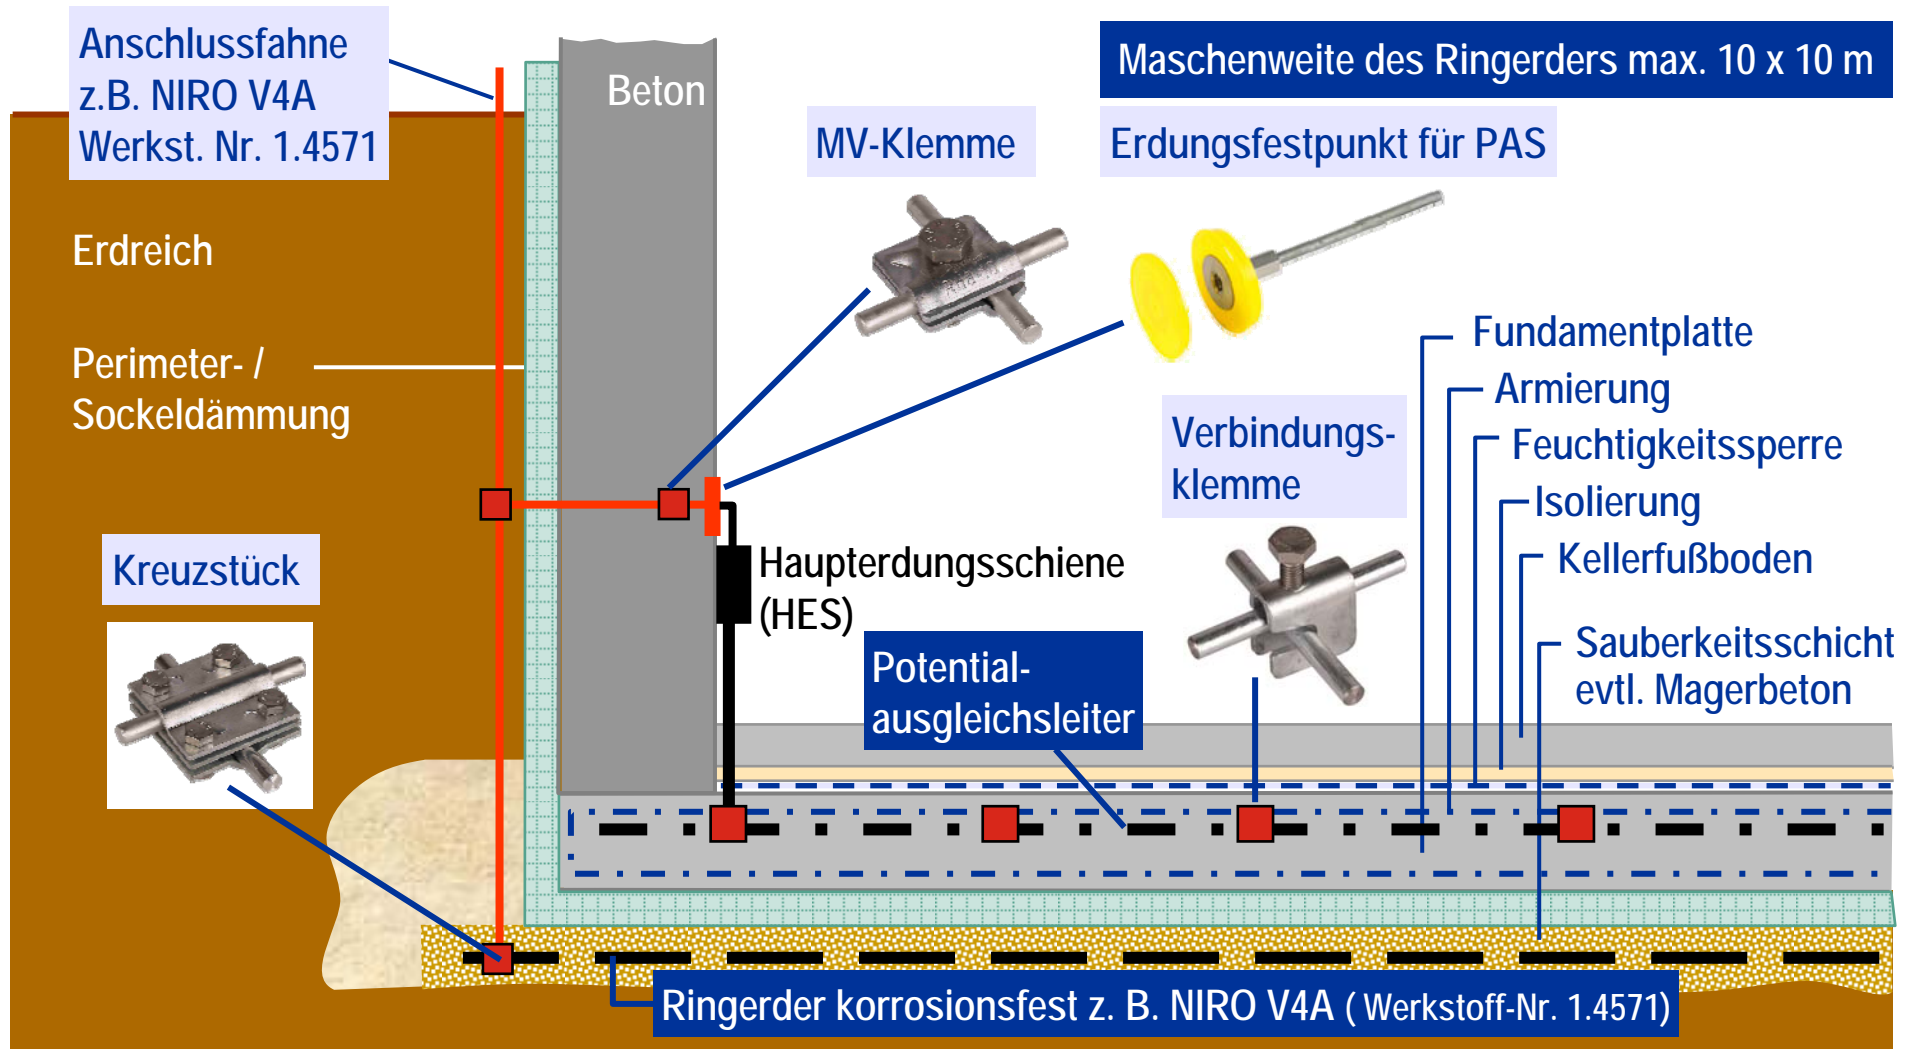 Anschlussfahne
z.B. NIRO V4A
Werkst. Nr. 1.4571
Beton
Maschenweite des Ringerders max. 10 x 10 m
MV-Klemme
Erdungsfestpunkt für PAS
Erdreich
Perimeter- /
Sockeldämmung
Fundamentplatte
Armierung
Feuchtigkeitssperre
Isolierung
Kellerfußboden
Verbindungs-
klemme
Kreuzstück
Haupterdungsschiene
(HES)
Potential-
ausgleichsleiter
Sauberkeitsschicht
evtl. Magerbeton
Ringerder korrosionsfest z. B. NIRO V4A ( Werkstoff-Nr. 1.4571)